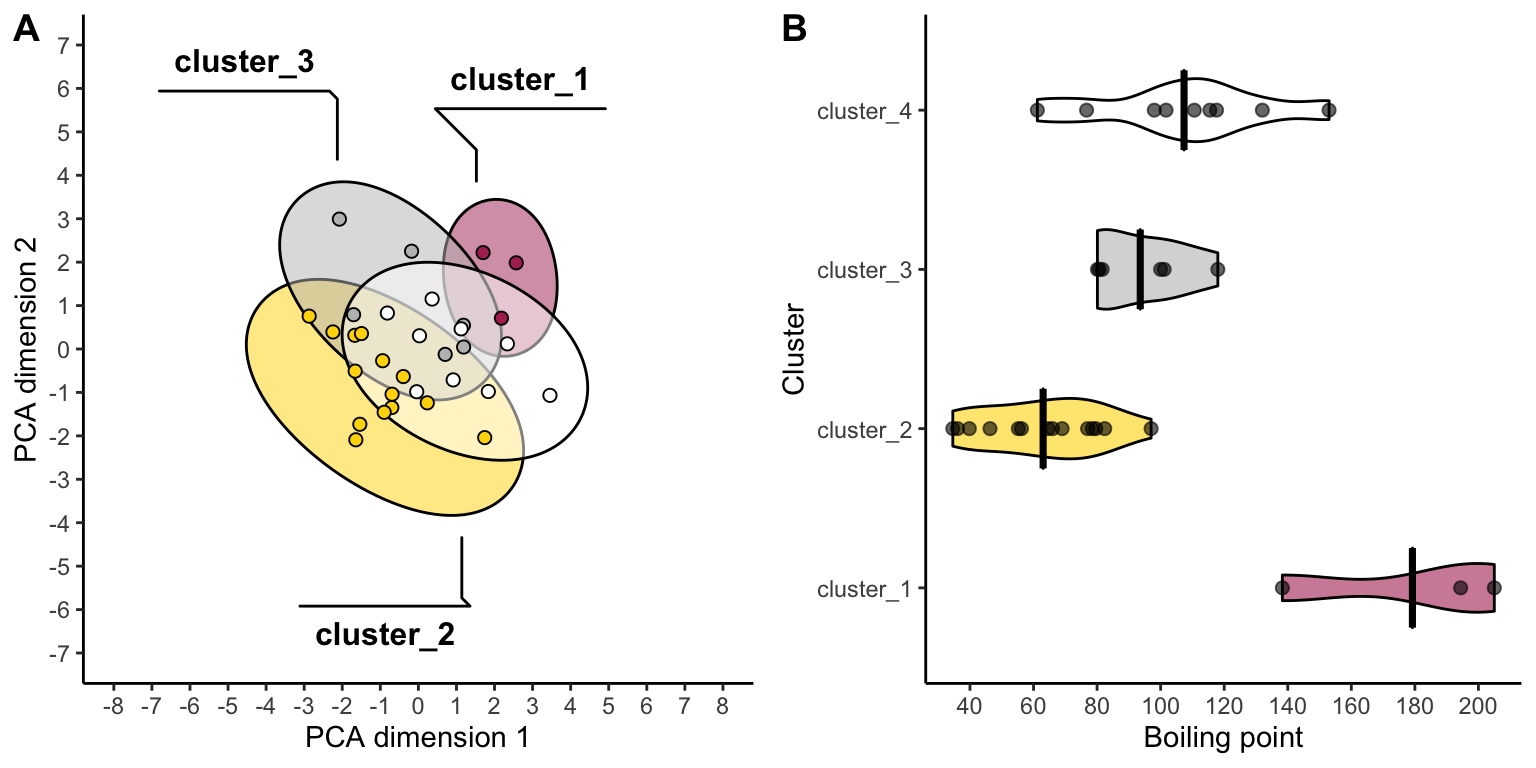 A
7
6
5
4
3
2
1
0
-1
-2
-3
-4
-5
-6
-7
PCA dimension 2
cluster_3
cluster_1
cluster_2
-8 -7 -6 -5 -4 -3 -2 -1 0 1 2 3 4 5 6 7 8
PCA dimension 1
B
cluster_4
cluster_3
cluster_2
cluster_1
Cluster
40 60 80 100 120 140 160 180 200
Boiling point